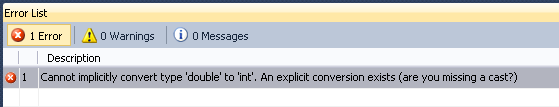 Error List
1 Error 0 Warnings 0 Messages
Description
1 Cannot implicitly convert type 'double' to 'int'. An explicit conversion exists (are you missing a cast?)